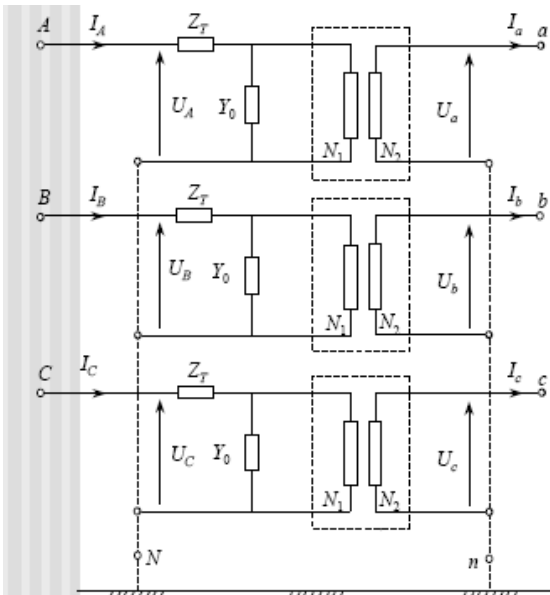 A I_A Z_T I_a a
U_A Y_0 U_a
N_1 N_2
B I_B Z_T I_b b
U_B Y_0 U_b
N_1 N_2
C I_C Z_T I_c c
U_C Y_0 U_c
N_1 N_2
N n